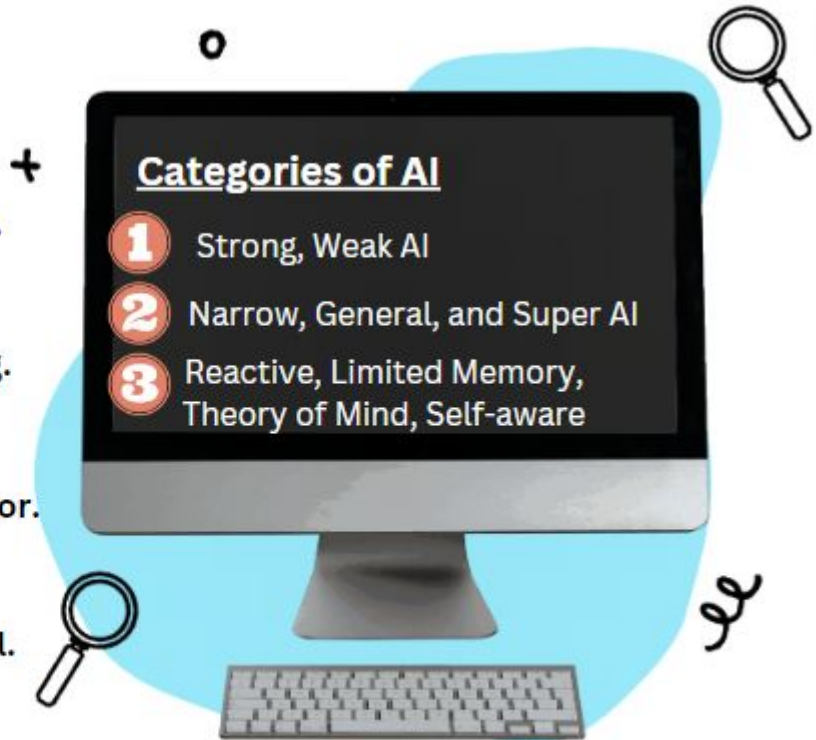 Categories of AI
1 Strong, Weak AI
2 Narrow, General, and Super AI
3 Reactive, Limited Memory,
Theory of Mind, Self-aware